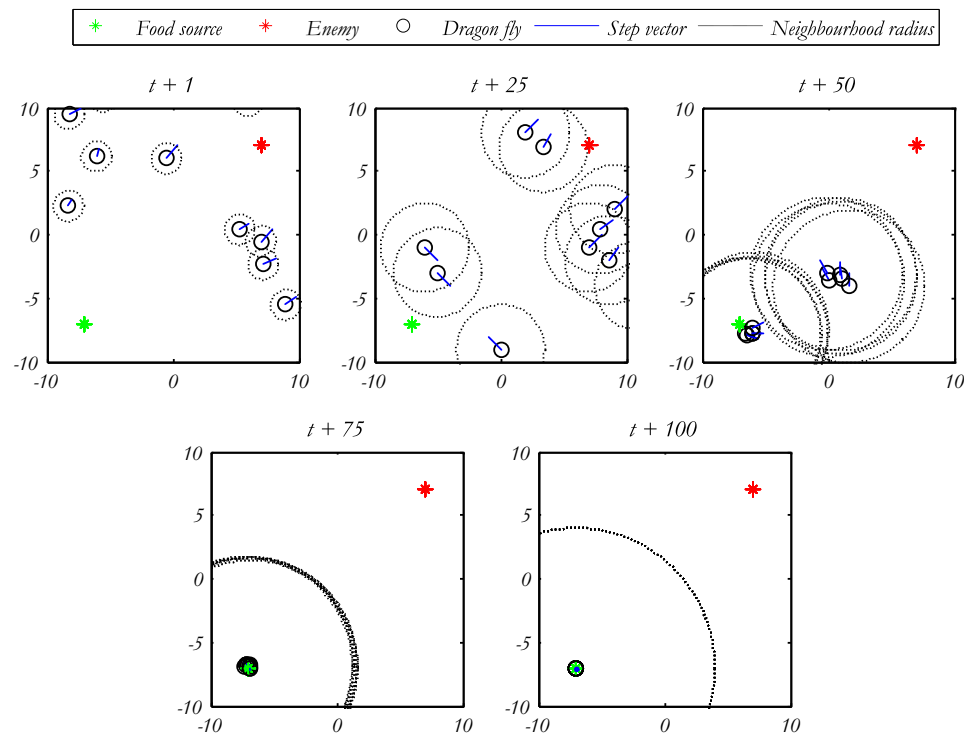 Food source Enemy Dragon fly Step vector Neighbourhood radius
t + 1 t + 25 t + 50
10 10 10
5 5 5
0 0 0
-5 -5 -5
-10 -10 -10
0 10 -10 0 10 -10 0 10
t + 75 t + 100
10 10
5 5
0 0
-5 -5
-10 -10
-10 0 10 -10 0 10